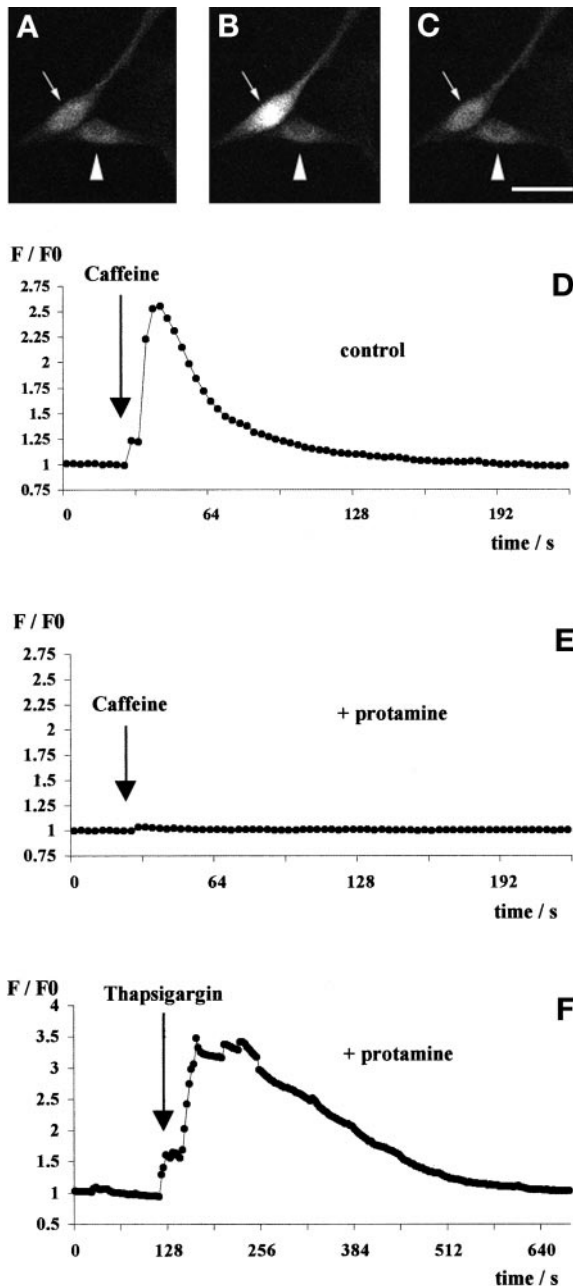 A B C
F / F0
D
Caffeine
control
2.75
2.5
2.25
2
1.75
1.5
1.25
1
0.75
0 64 128 192
time / s
F / F0
E
Caffeine
+ protamine
2.75
2.5
2.25
2
1.75
1.5
1.25
1
0.75
0 64 128 192
time / s
F / F0
F
Thapsigargin
+ protamine
4
3.5
3
2.5
2
1.5
1
0.5
0 128 256 384 512 640
time / s